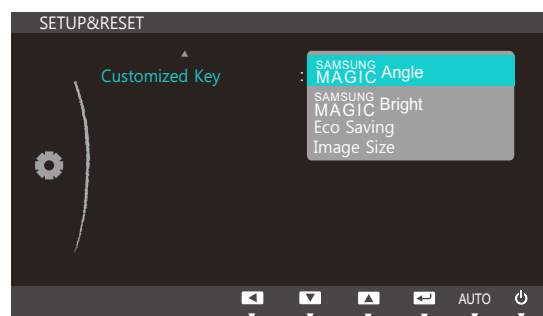 SETUP&RESET
Customized Key : SAMSUNG MAGIC Angle
SAMSUNG MAGIC Bright
Eco Saving
Image Size
AUTO